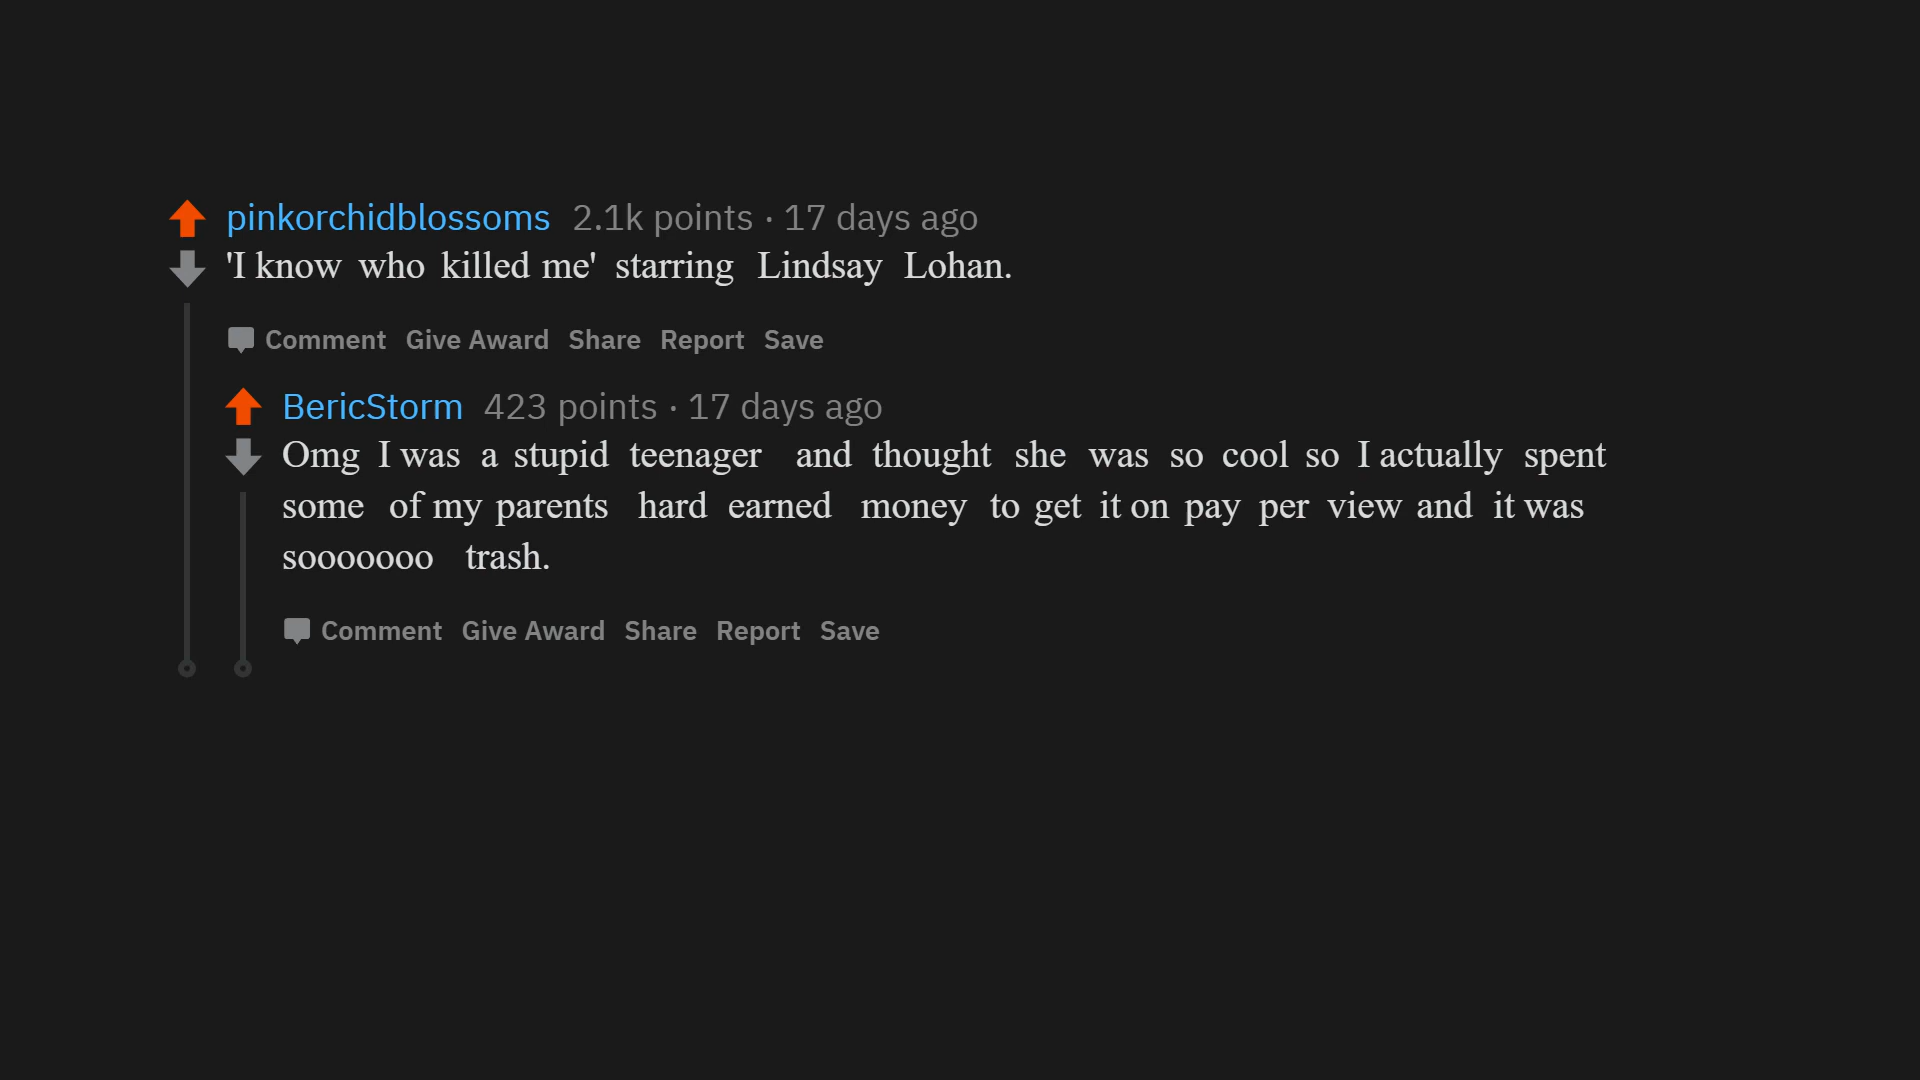 pinkorchidblossoms 2.1k points · 17 days ago
'I know who killed me' starring Lindsay Lohan.
Comment Give Award Share Report Save
BericStorm 423 points · 17 days ago
Omg I was a stupid teenager and thought she was so cool so I actually spent
some of my parents hard earned money to get it on pay per view and it was
sooooooo trash.
Comment Give Award Share Report Save